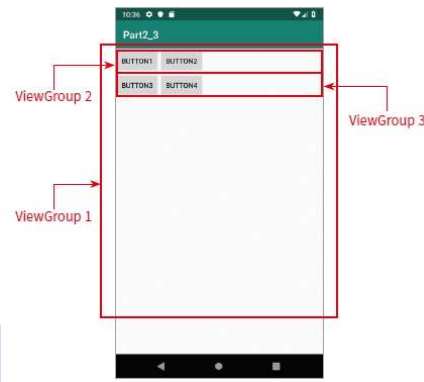 10:36
Part2_3
BUTTON1 BUTTON2
ViewGroup 2
BUTTON3 BUTTON4
ViewGroup 3
ViewGroup 1